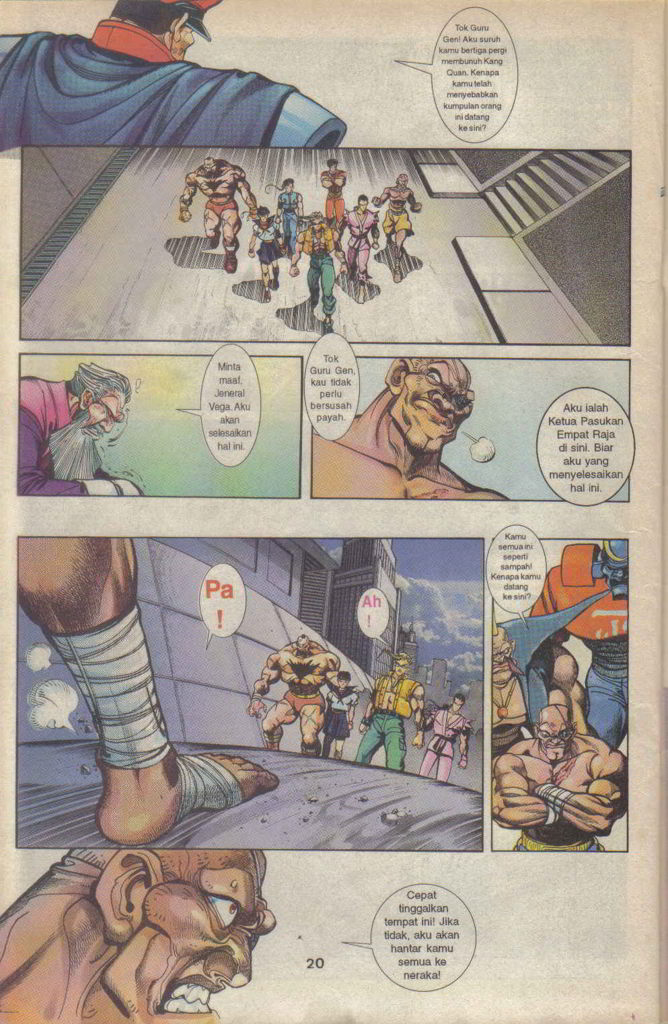 Tok Guru
Gen! Aku suruh
kamu bertiga pergi
membunuh Kang
Quan. Kenapa
kamu telah
menyebabkan
kumpulan orang
ini datang
ke sini?
Minta
maaf,
Jeneral
Vega. Aku
akan
selesaikan
hal ini.
Tok
Guru Gen,
kau tidak
perlu
bersusah
payah.
Aku ialah
Ketua Pasukan
Empat Raja
di sini. Biar
aku yang
menyelesaikan
hal ini.
Pa
!
Ah
!
Kamu
semua ini
seperti
sampah!
Kenapa kamu
datang
ke sini?
Cepat
tinggalkan
tempat ini! Jika
tidak, aku akan
hantar kamu
semua ke
neraka!
20